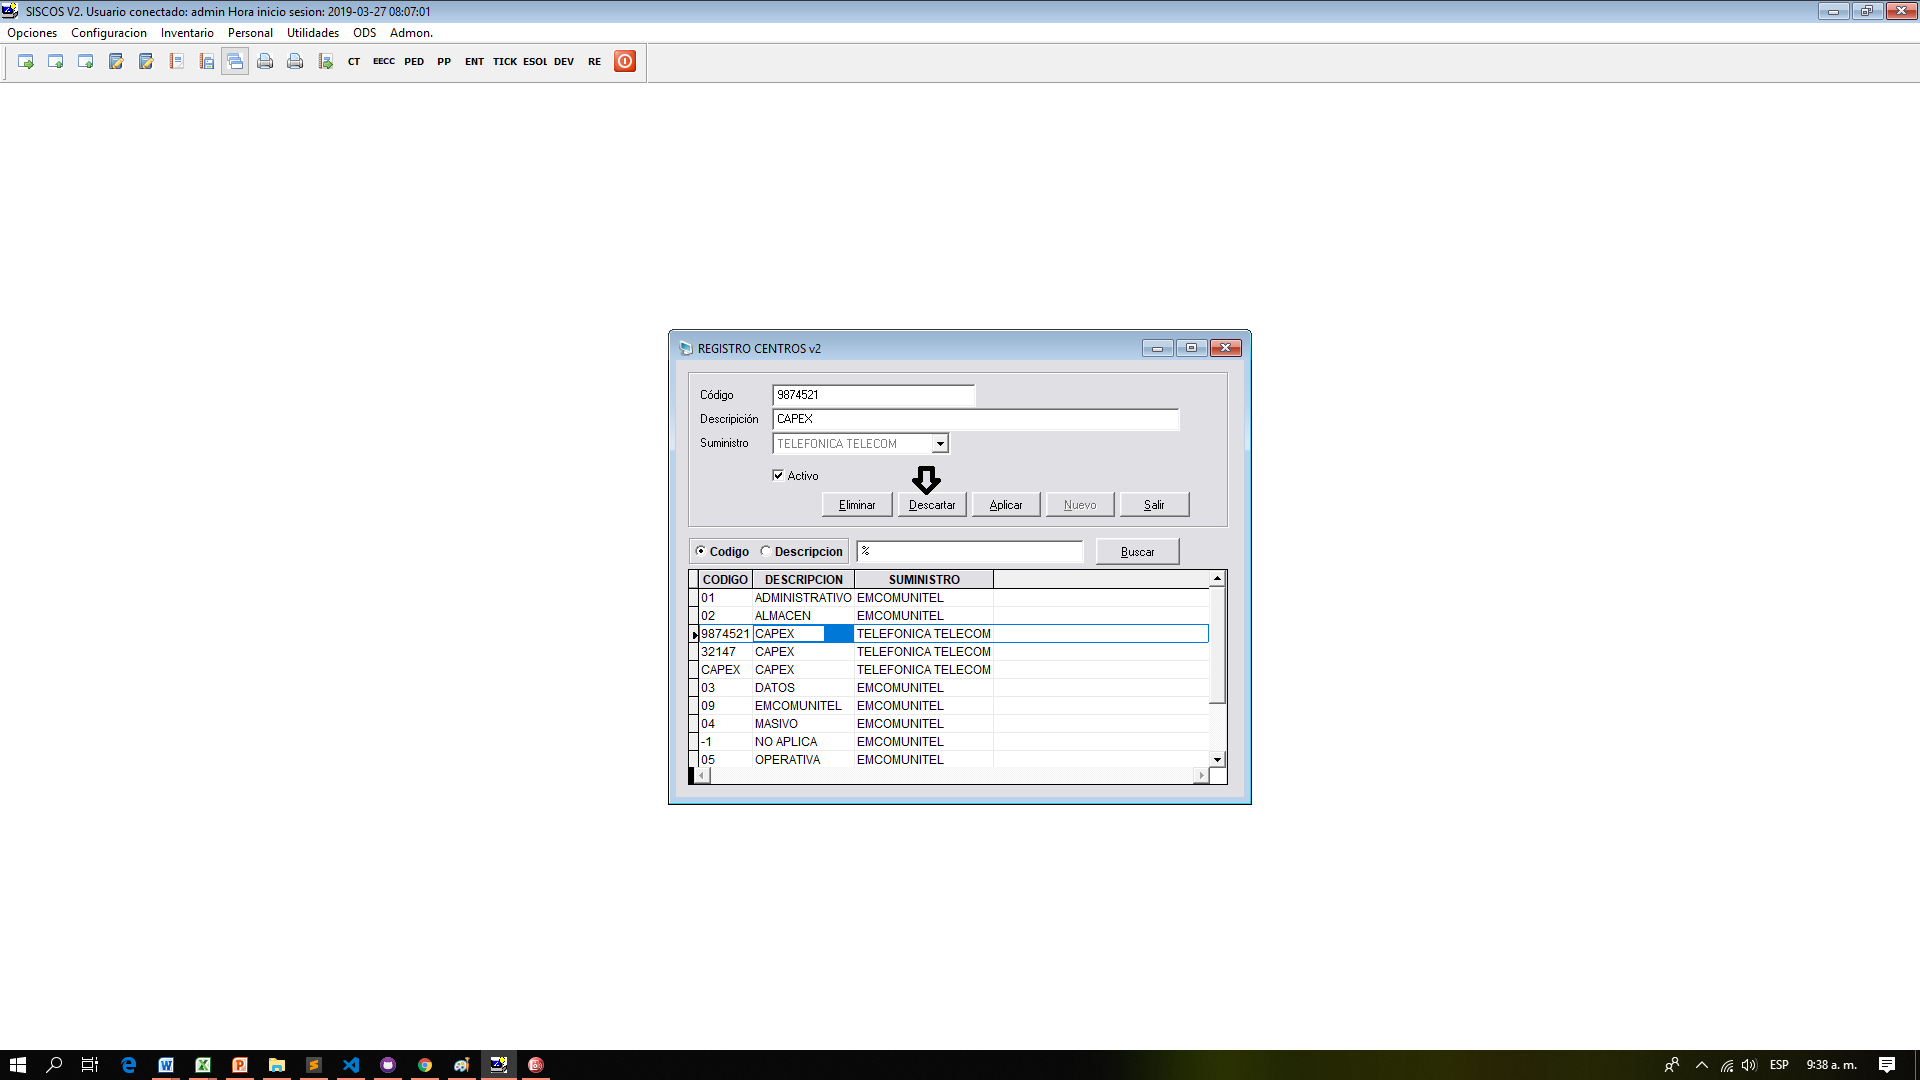 SISCOS V2. Usuario conectado: admin Hora inicio sesion: 2019-03-27 08:07:01
Opciones Configuracion Inventario Personal Utilidades ODS Admon.
CT EECC PED PP ENT TICK ESOL DEV RE
REGISTRO CENTROS v2
Código 9874521
Descripición CAPEX
Suministro TELEFONICA TELECOM
Activo
Eliminar Descartar Aplicar Nuevo Salir
Codigo Descripcion % Buscar
CODIGO DESCRIPCION SUMINISTRO
01 ADMINISTRATIVO EMCOMUNITEL
02 ALMACEN EMCOMUNITEL
9874521 CAPEX TELEFONICA TELECOM
32147 CAPEX TELEFONICA TELECOM
CAPEX CAPEX TELEFONICA TELECOM
03 DATOS EMCOMUNITEL
09 EMCOMUNITEL EMCOMUNITEL
04 MASIVO EMCOMUNITEL
-1 NO APLICA EMCOMUNITEL
05 OPERATIVA EMCOMUNITEL
ESP 9:38 a. m.